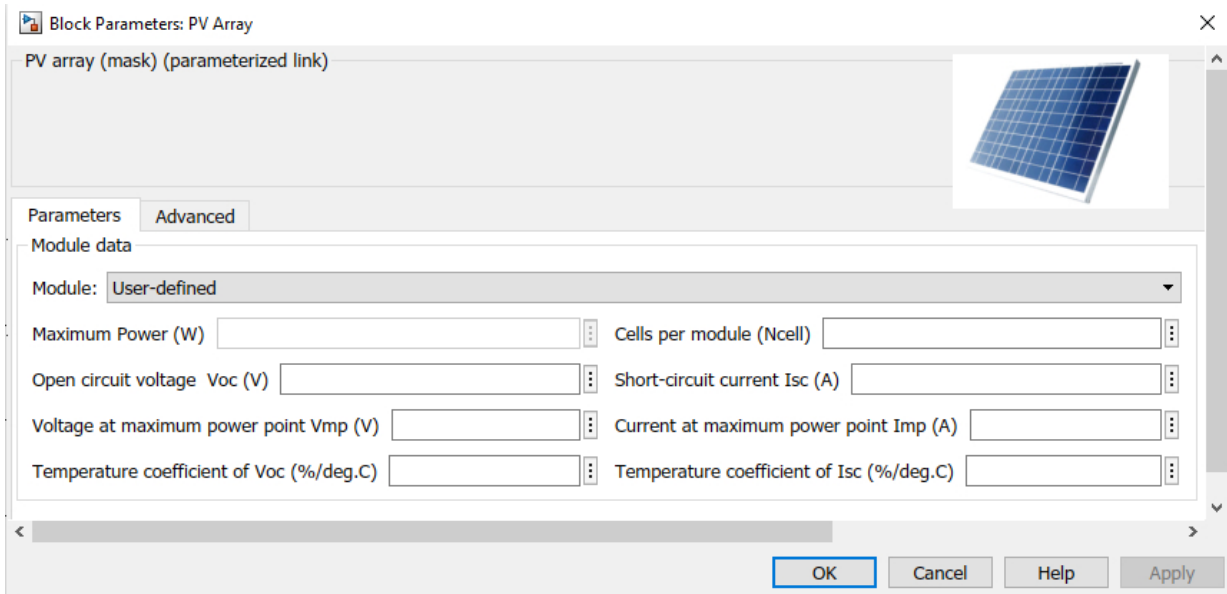 Block Parameters: PV Array
PV array (mask) (parameterized link)
Parameters Advanced
Module data
Module: User-defined
Maximum Power (W) Cells per module (Ncell)
Open circuit voltage Voc (V) Short-circuit current Isc (A)
Voltage at maximum power point Vmp (V) Current at maximum power point Imp (A)
Temperature coefficient of Voc (%/deg.C) Temperature coefficient of Isc (%/deg.C)
OK Cancel Help Apply